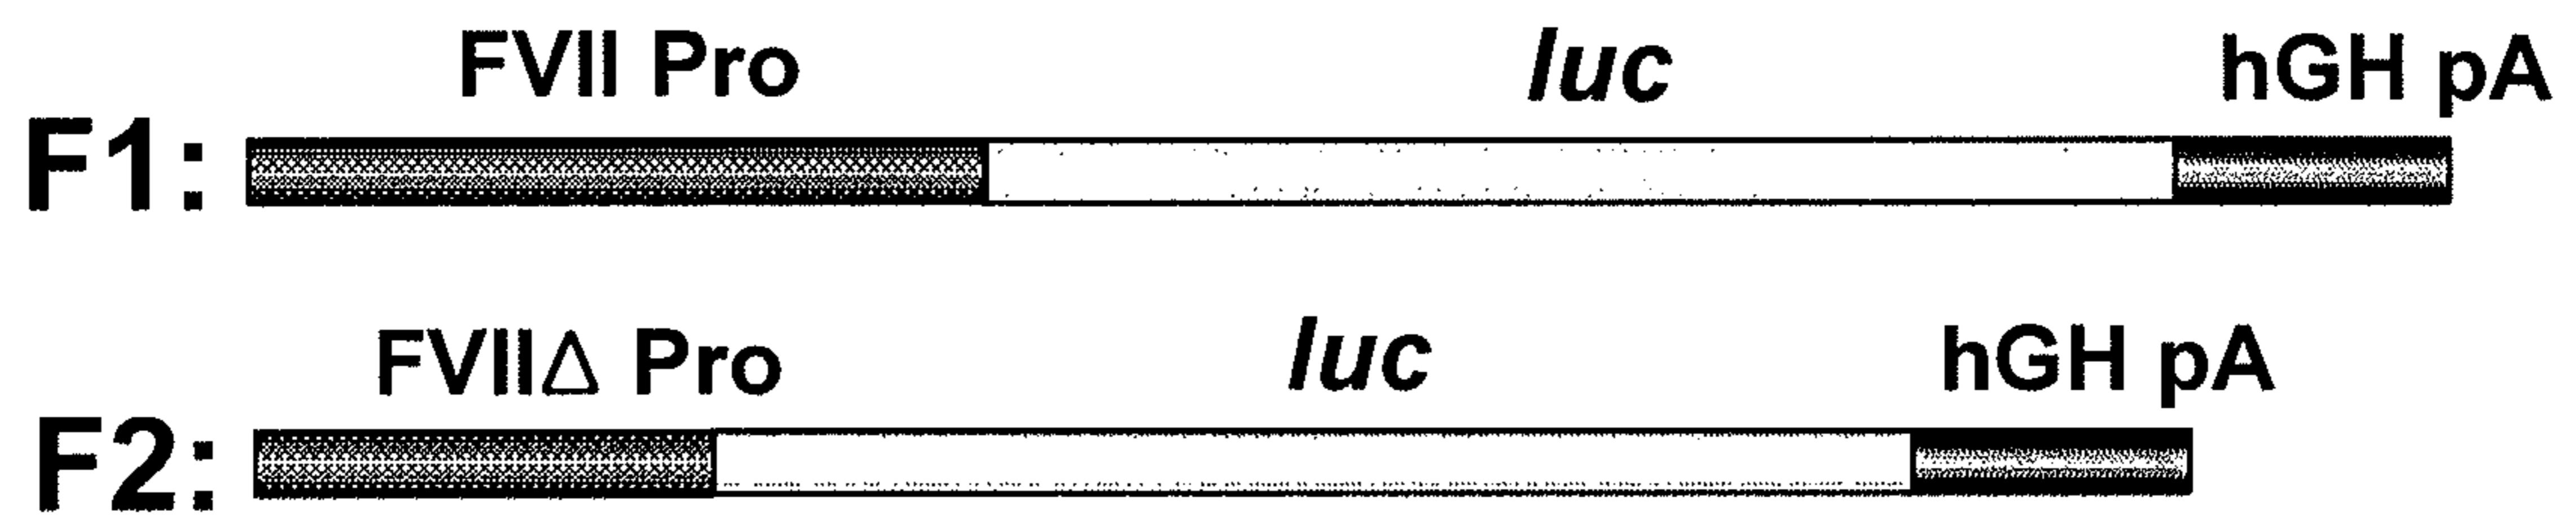 FVII Pro luc hGH pA
F1:
FVIIΔ Pro luc hGH pA
F2: